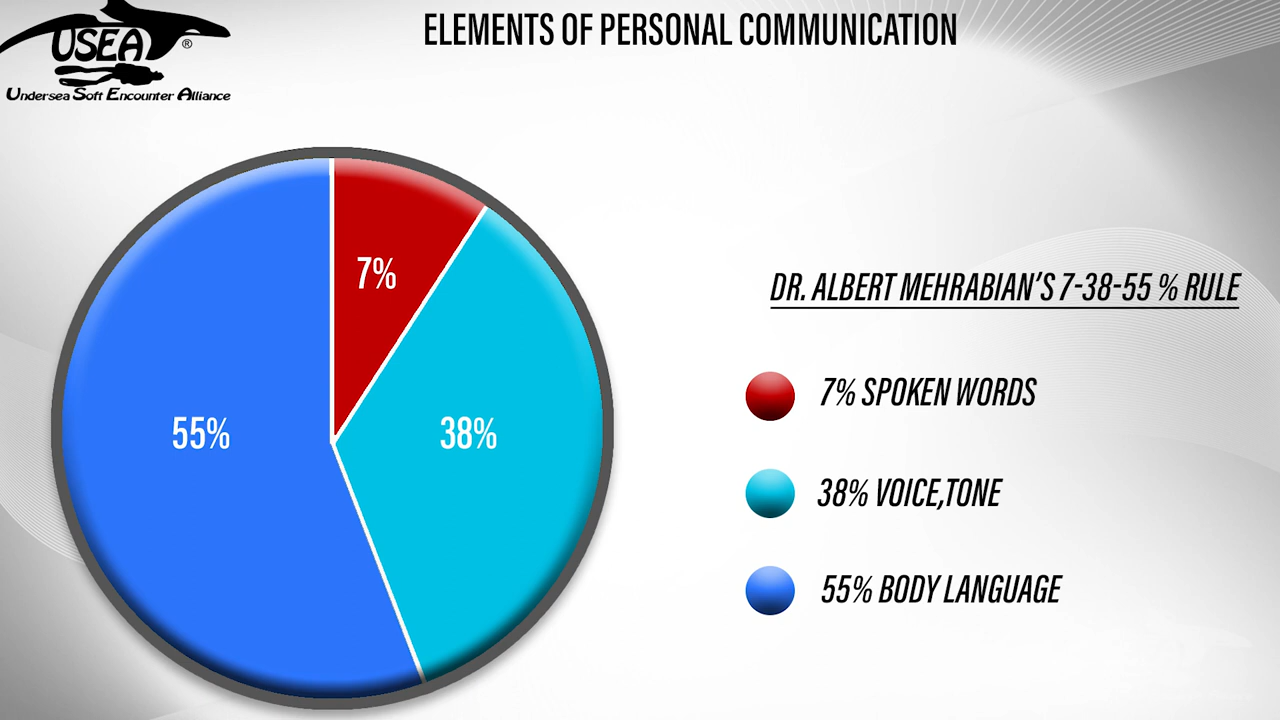 ELEMENTS OF PERSONAL COMMUNICATION
USEA ®
Undersea Soft Encounter Alliance
7%
55%
38%
DR. ALBERT MEHRABIAN'S 7-38-55 % RULE
7% SPOKEN WORDS
38% VOICE,TONE
55% BODY LANGUAGE